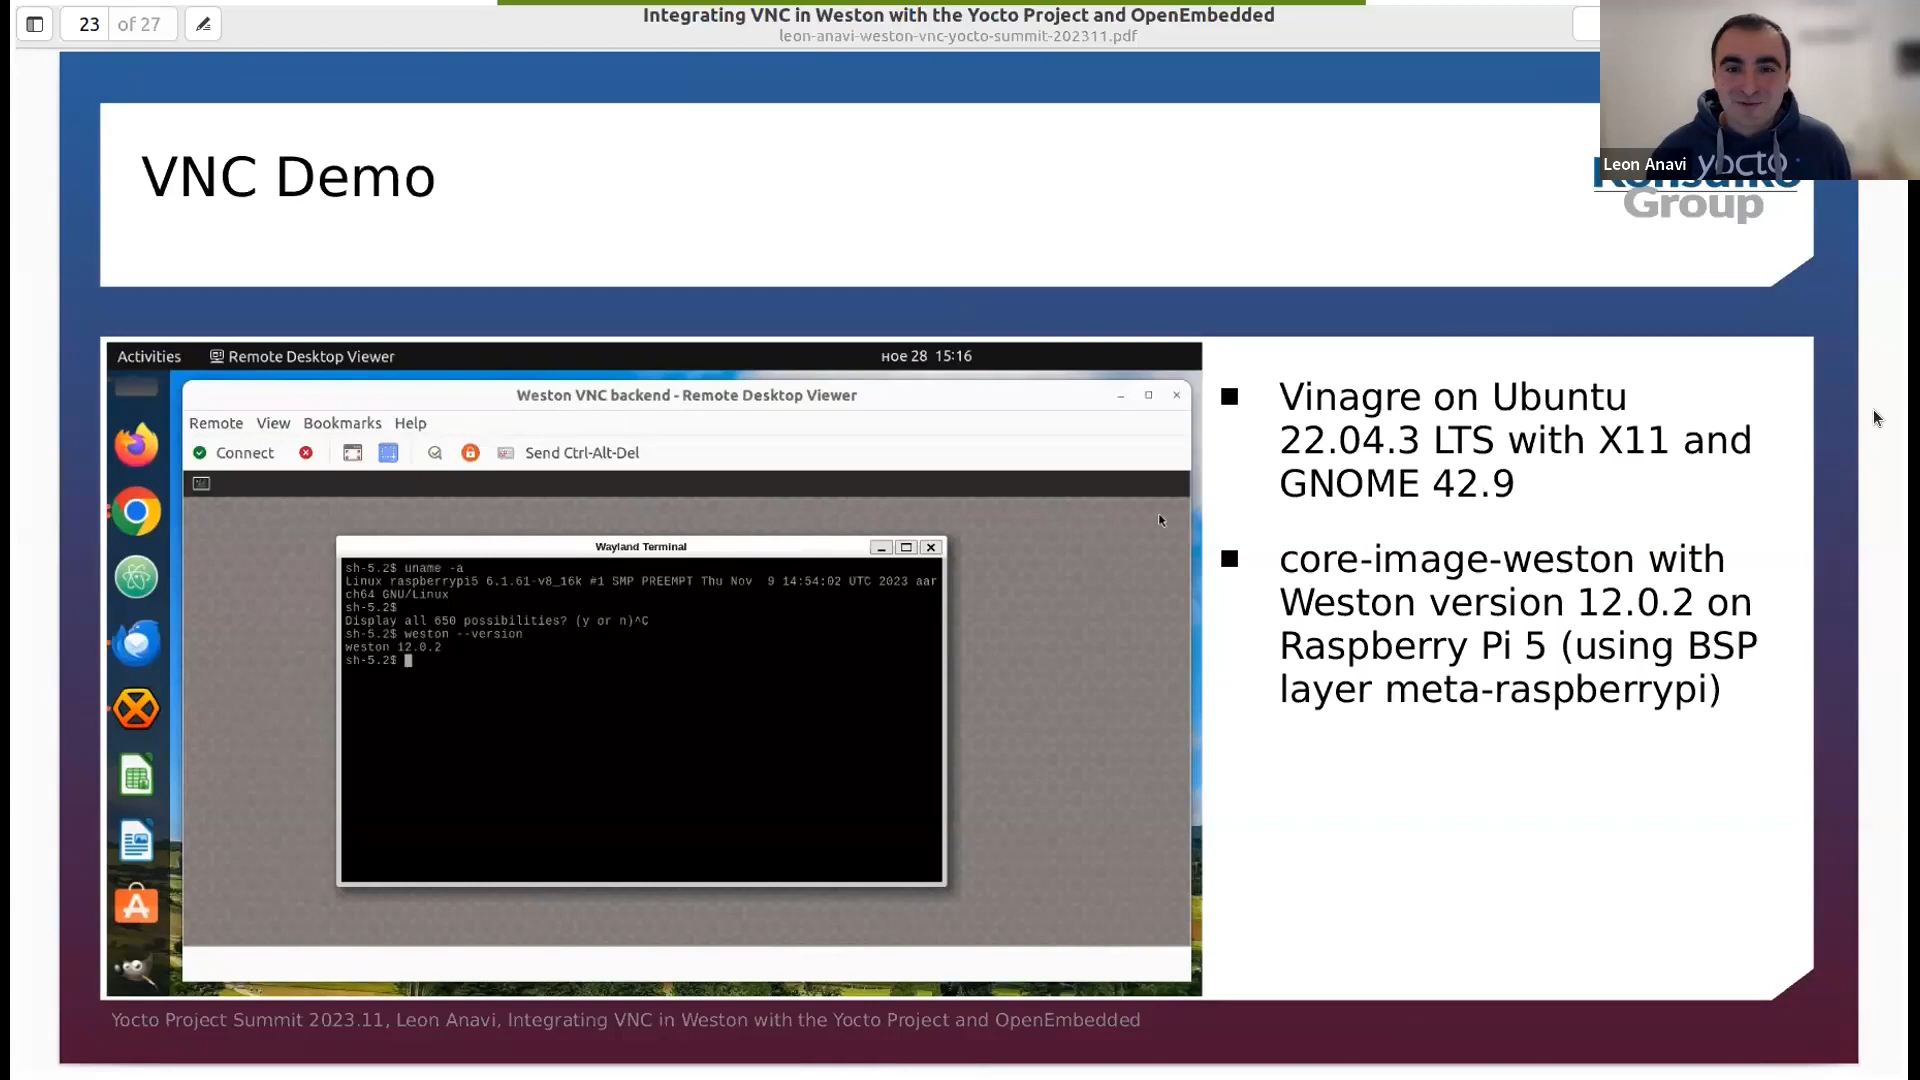 23 of 27
Integrating VNC in Weston with the Yocto Project and OpenEmbedded
leon-anavi-weston-vnc-yocto-summit-202311.pdf
Leon Anavi
yocto
Group
VNC Demo
Activities
Remote Desktop Viewer
ное 28 15:16
Weston VNC backend - Remote Desktop Viewer
Remote View Bookmarks Help
Connect
Send Ctrl-Alt-Del
Wayland Terminal
sh-5.2$ uname -a
Linux raspberrypi5 6.1.61-v8_16k #1 SMP PREEMPT Thu Nov  9 14:54:02 UTC 2023 aar
ch64 GNU/Linux
sh-5.2$
Display all 650 possibilities? (y or n)^C
sh-5.2$ weston --version
weston 12.0.2
sh-5.2$
Vinagre on Ubuntu
22.04.3 LTS with X11 and
GNOME 42.9
core-image-weston with
Weston version 12.0.2 on
Raspberry Pi 5 (using BSP
layer meta-raspberrypi)
Yocto Project Summit 2023.11, Leon Anavi, Integrating VNC in Weston with the Yocto Project and OpenEmbedded